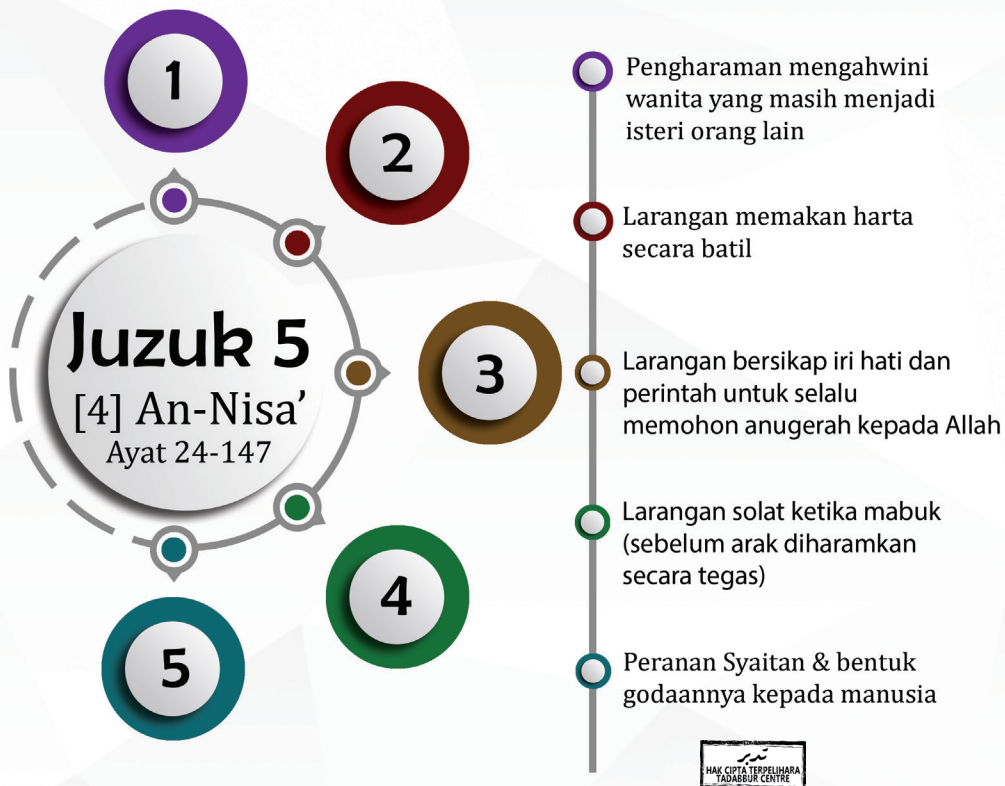 1
2
3
4
5
Juzuk 5
[4] An-Nisa’
Ayat 24-147
Pengharaman mengahwini
wanita yang masih menjadi
isteri orang lain
Larangan memakan harta
secara batil
Larangan bersikap iri hati dan
perintah untuk selalu
memohon anugerah kepada Allah
Larangan solat ketika mabuk
(sebelum arak diharamkan
secara tegas)
Peranan Syaitan & bentuk
godaannya kepada manusia
تدبر
HAK CIPTA TERPELIHARA
TADABBUR CENTRE